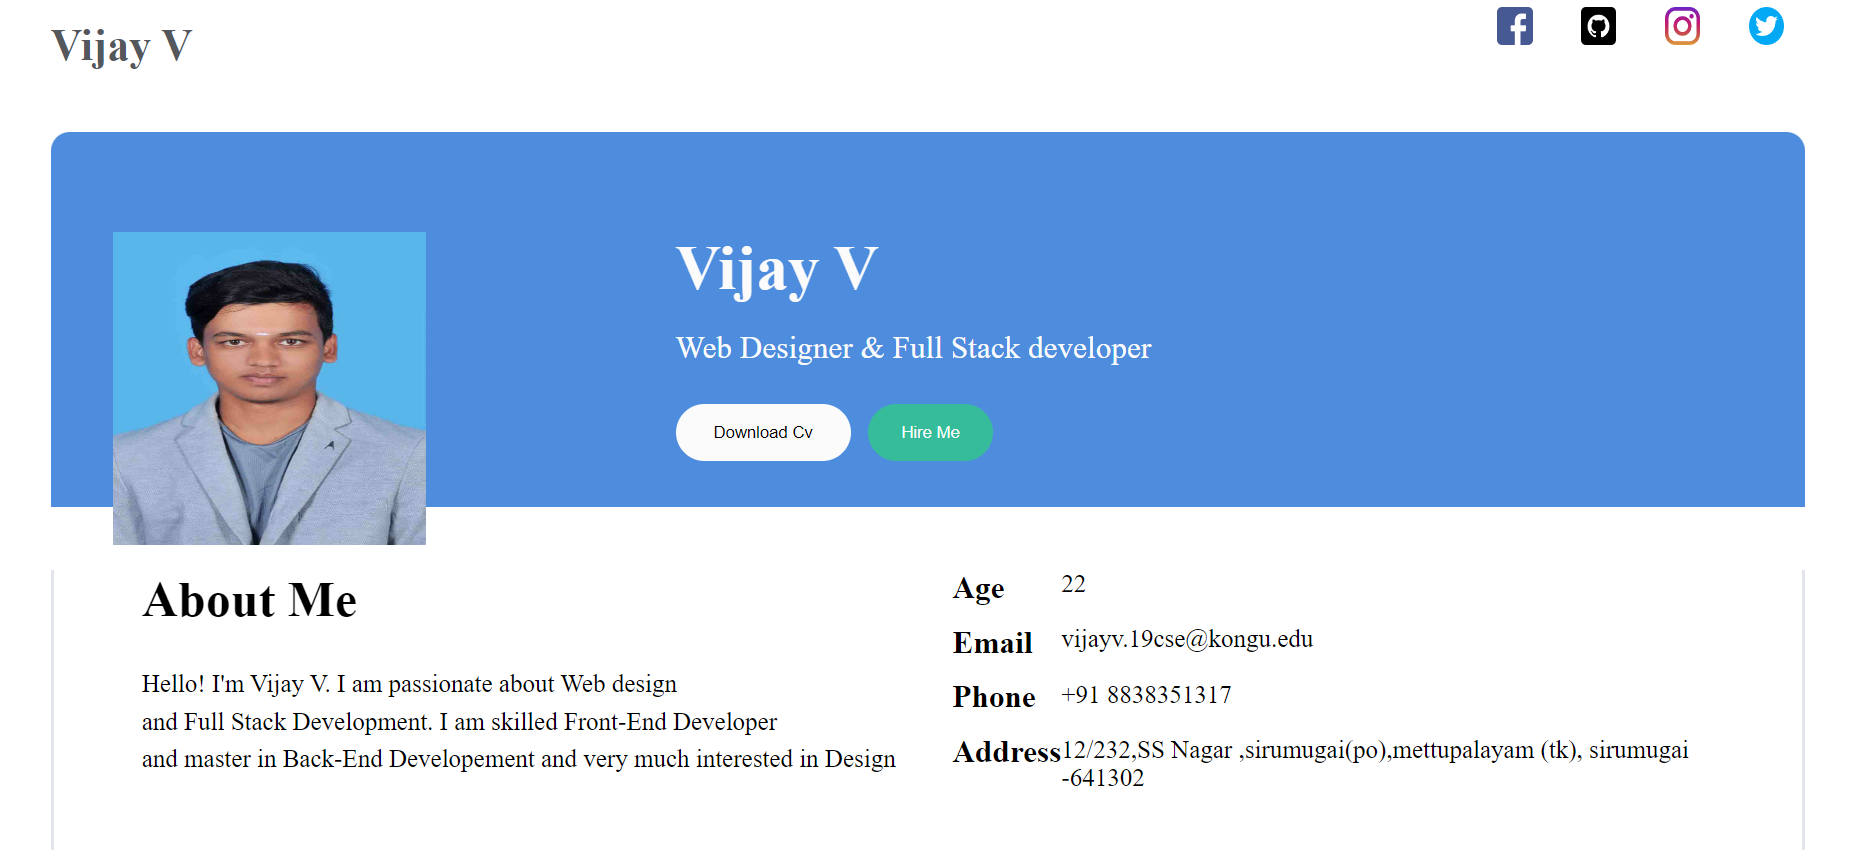 Vijay V
Vijay V
Web Designer & Full Stack developer
Download Cv
Hire Me
About Me
Hello! I'm Vijay V. I am passionate about Web design
and Full Stack Development. I am skilled Front-End Developer
and master in Back-End Developement and very much interested in Design
Age 22
Email vijayv.19cse@kongu.edu
Phone +91 8838351317
Address 12/232,SS Nagar ,sirumugai(po),mettupalayam (tk), sirumugai
-641302